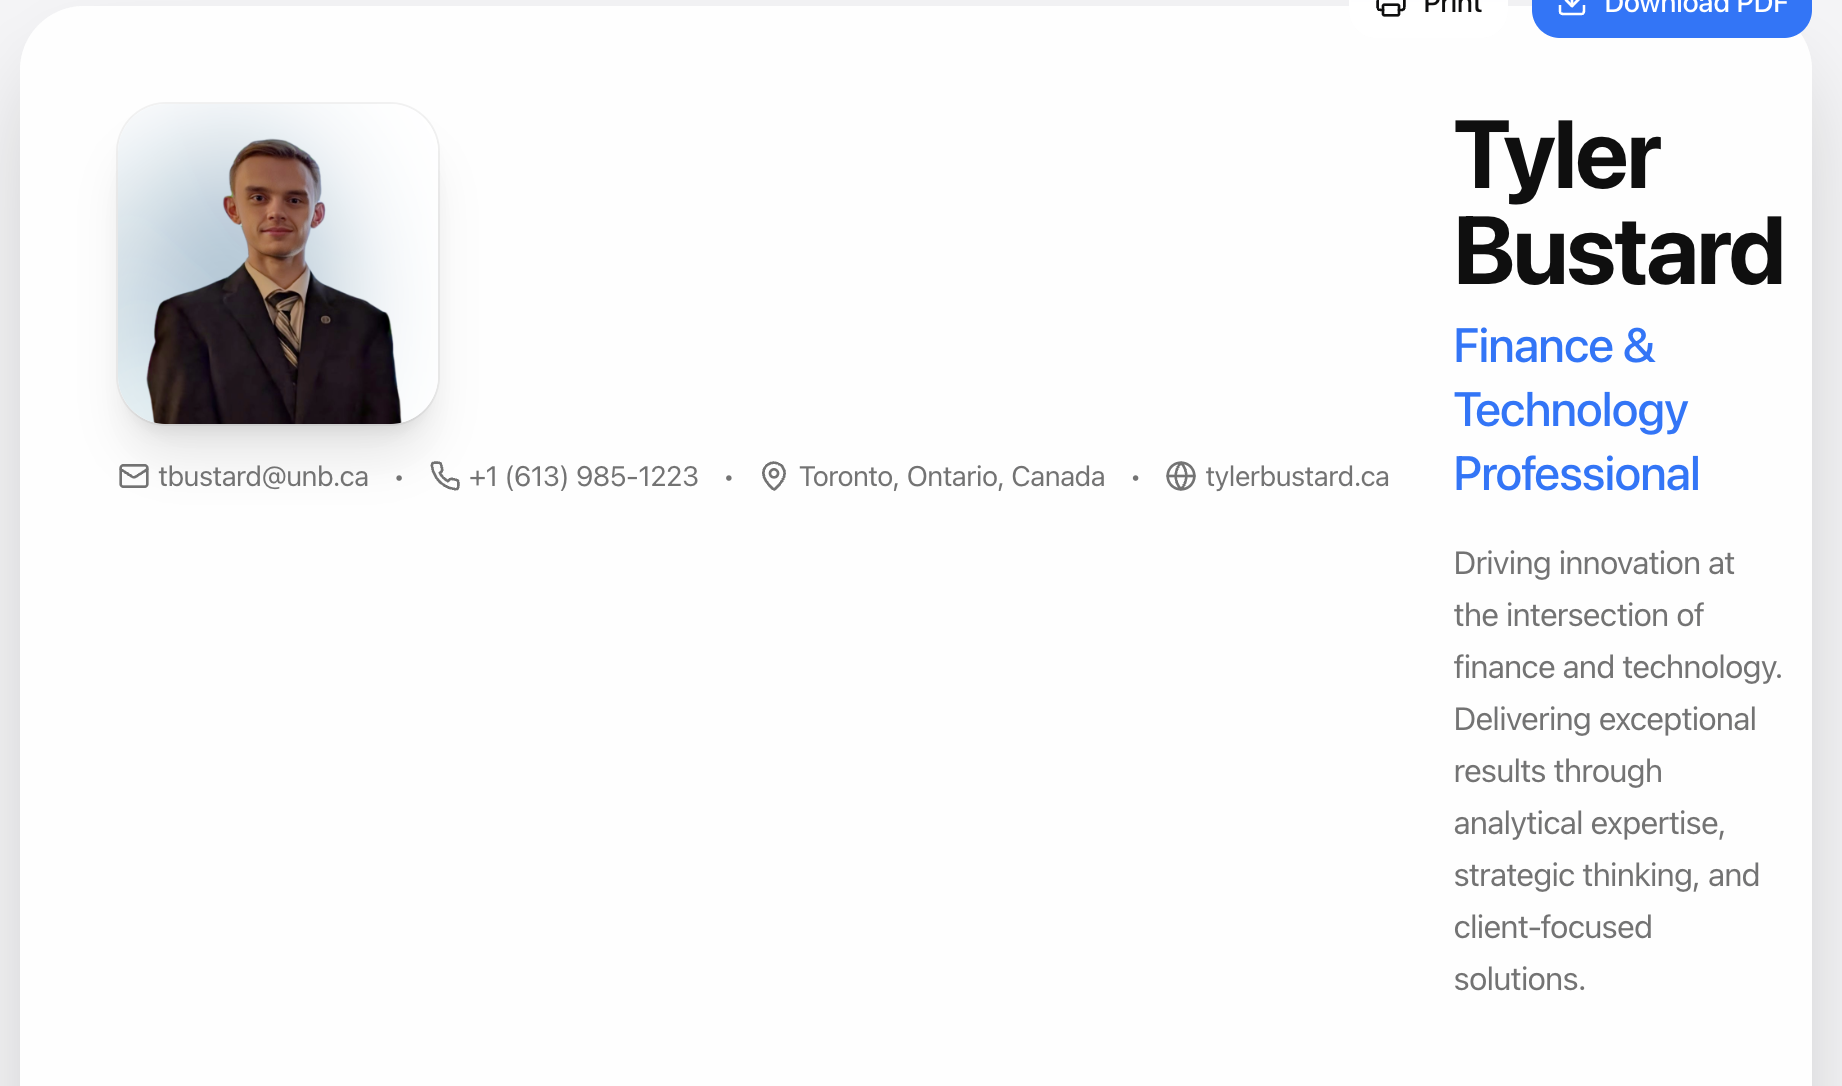 Print
Download PDF
tbustard@unb.ca • +1 (613) 985-1223 • Toronto, Ontario, Canada • tylerbustard.ca
Tyler
Bustard
Finance &
Technology
Professional
Driving innovation at
the intersection of
finance and technology.
Delivering exceptional
results through
analytical expertise,
strategic thinking, and
client-focused
solutions.